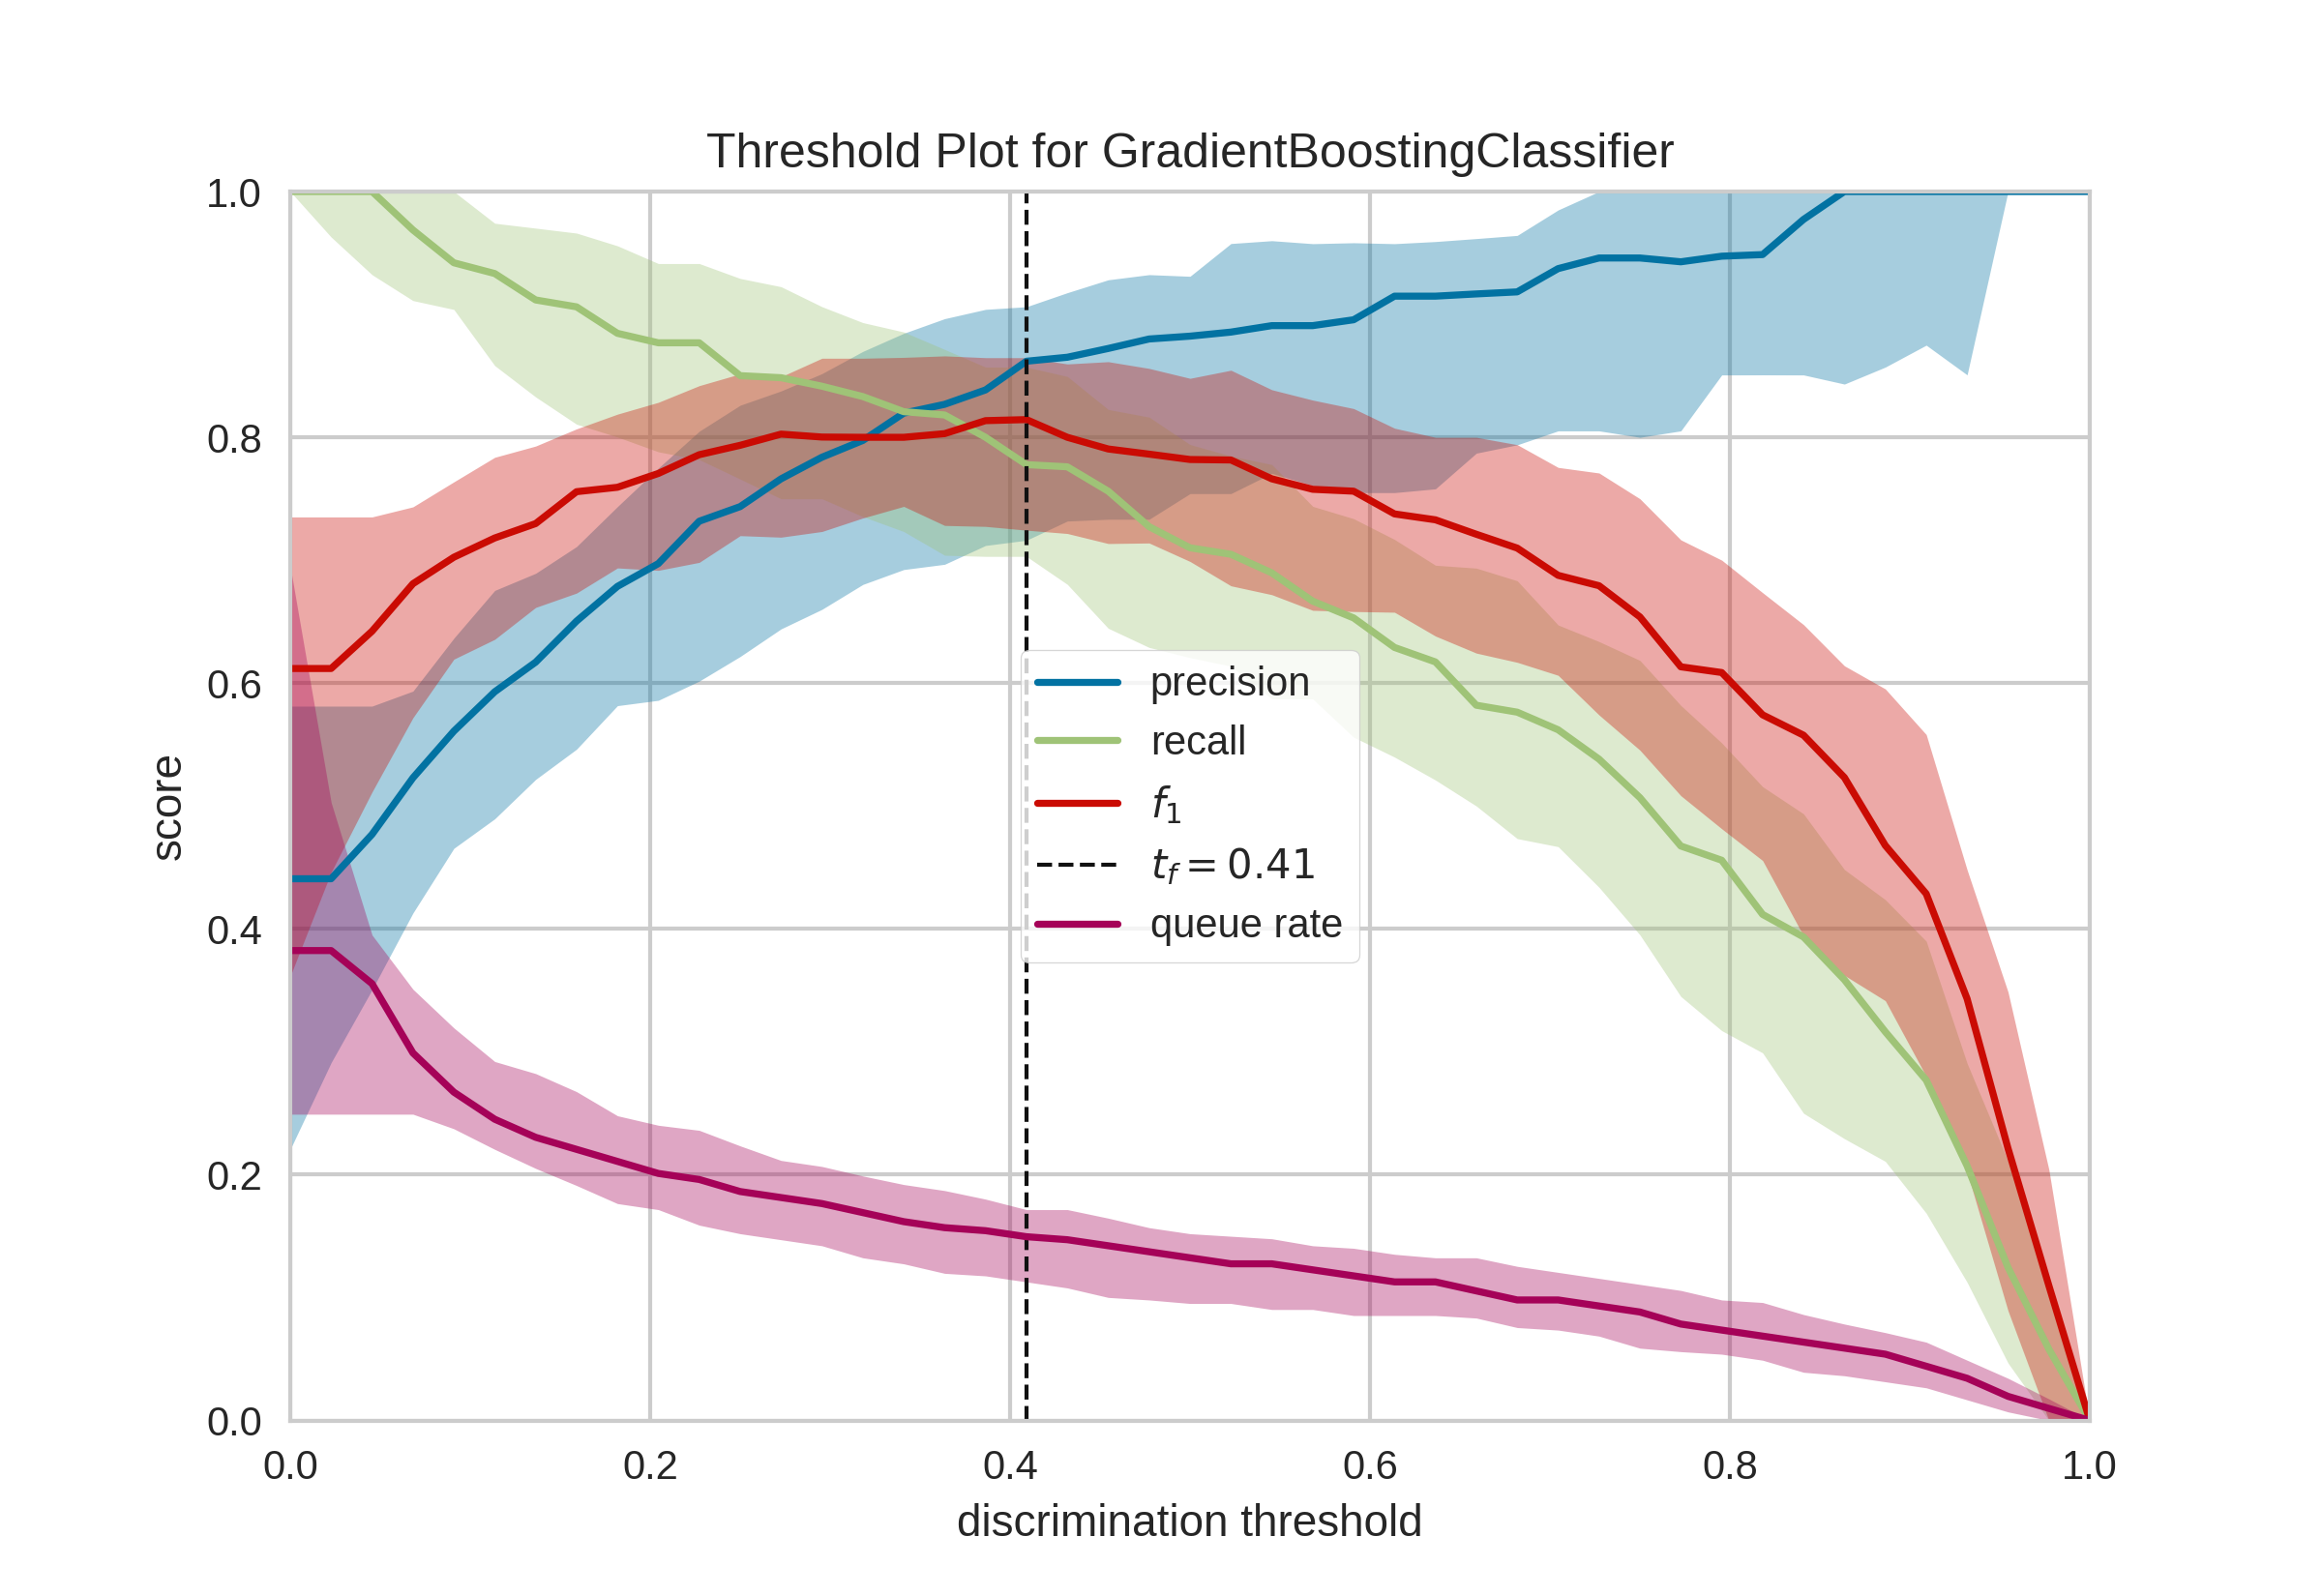 Threshold Plot for GradientBoostingClassifier
1.0
0.8
0.6
0.4
0.2
0.0
score
precision
recall
f₁
t_f = 0.41
queue rate
0.0 0.2 0.4 0.6 0.8 1.0
discrimination threshold